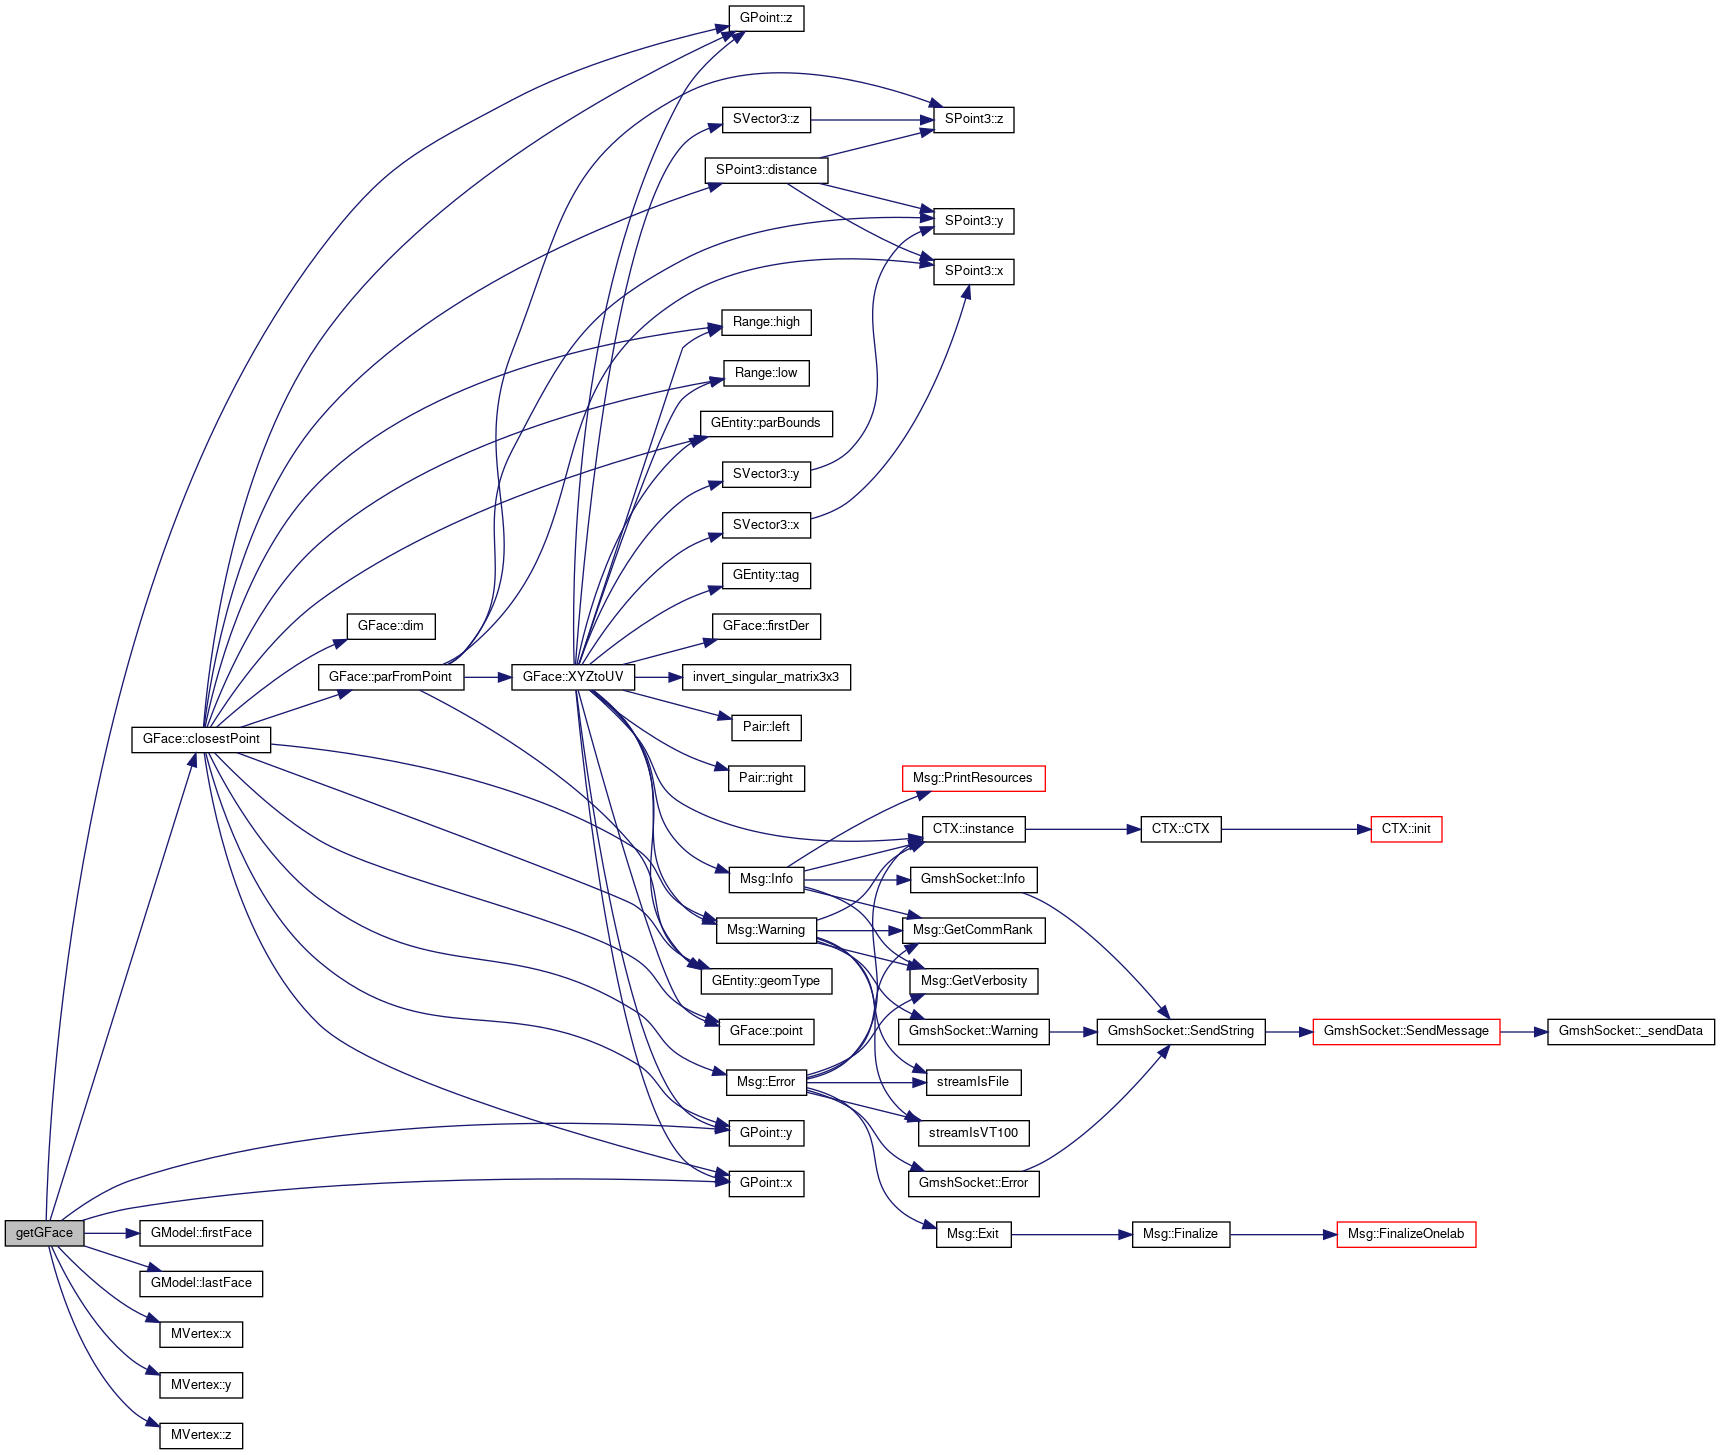 GPoint::z
SVector3::z
SPoint3::z
SPoint3::distance
SPoint3::y
SPoint3::x
Range::high
Range::low
GEntity::parBounds
SVector3::y
SVector3::x
GEntity::tag
GFace::dim
GFace::firstDer
GFace::parFromPoint
GFace::XYZtoUV
invert_singular_matrix3x3
GFace::closestPoint
Pair::left
Pair::right
Msg::PrintResources
CTX::instance
CTX::CTX
CTX::init
Msg::Info
GmshSocket::Info
Msg::Warning
Msg::GetCommRank
GEntity::geomType
Msg::GetVerbosity
GFace::point
GmshSocket::Warning
GmshSocket::SendString
GmshSocket::SendMessage
GmshSocket::_sendData
Msg::Error
streamIsFile
GPoint::y
streamIsVT100
GPoint::x
GmshSocket::Error
getGFace
GModel::firstFace
Msg::Exit
Msg::Finalize
Msg::FinalizeOnelab
GModel::lastFace
MVertex::x
MVertex::y
MVertex::z